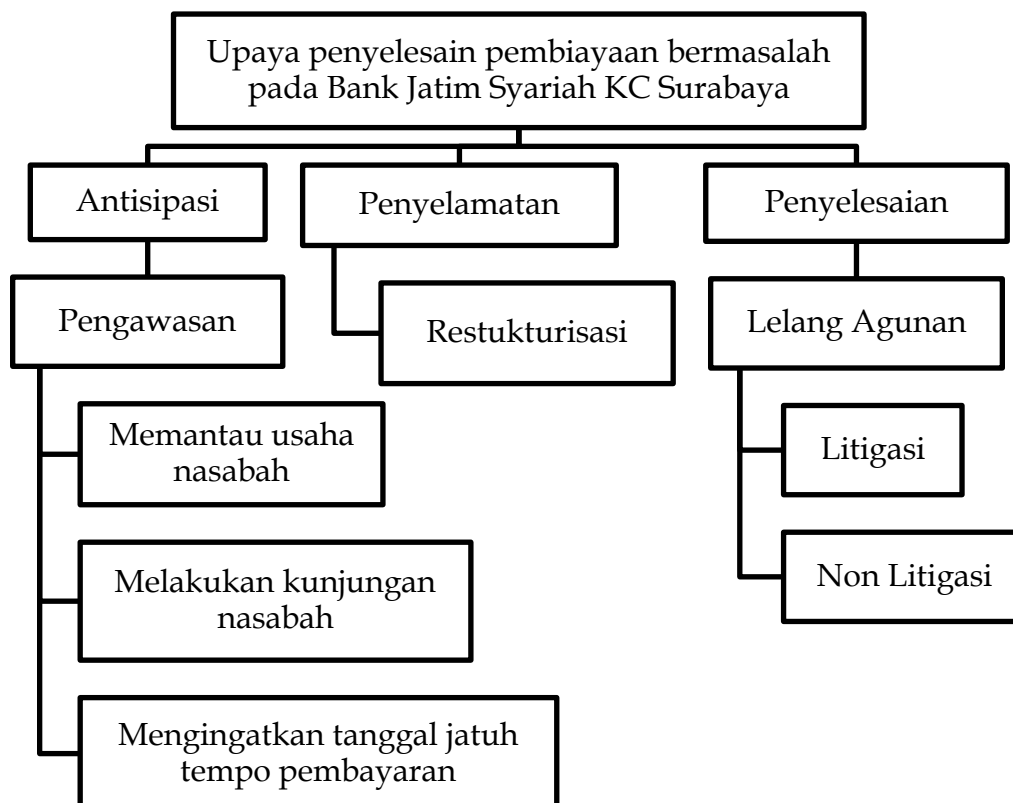 Upaya penyelesain pembiayaan bermasalah
pada Bank Jatim Syariah KC Surabaya
Antisipasi
Penyelamatan
Penyelesaian
Pengawasan
Restukturisasi
Lelang Agunan
Memantau usaha
nasabah
Litigasi
Melakukan kunjungan
nasabah
Non Litigasi
Mengingatkan tanggal jatuh
tempo pembayaran